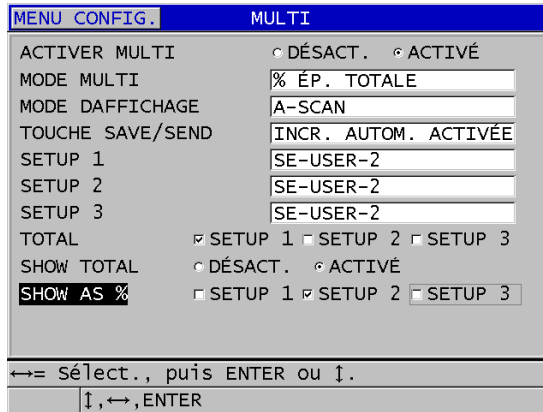 MENU CONFIG. MULTI
ACTIVER MULTI DÉSACT. ACTIVÉ
MODE MULTI % ÉP. TOTALE
MODE DAFFICHAGE A-SCAN
TOUCHE SAVE/SEND INCR. AUTOM. ACTIVÉE
SETUP 1 SE-USER-2
SETUP 2 SE-USER-2
SETUP 3 SE-USER-2
TOTAL SETUP 1 SETUP 2 SETUP 3
SHOW TOTAL DÉSACT. ACTIVÉ
SHOW AS % SETUP 1 SETUP 2 SETUP 3
↔= Sélect., puis ENTER ou ↕.
↕,↔,ENTER